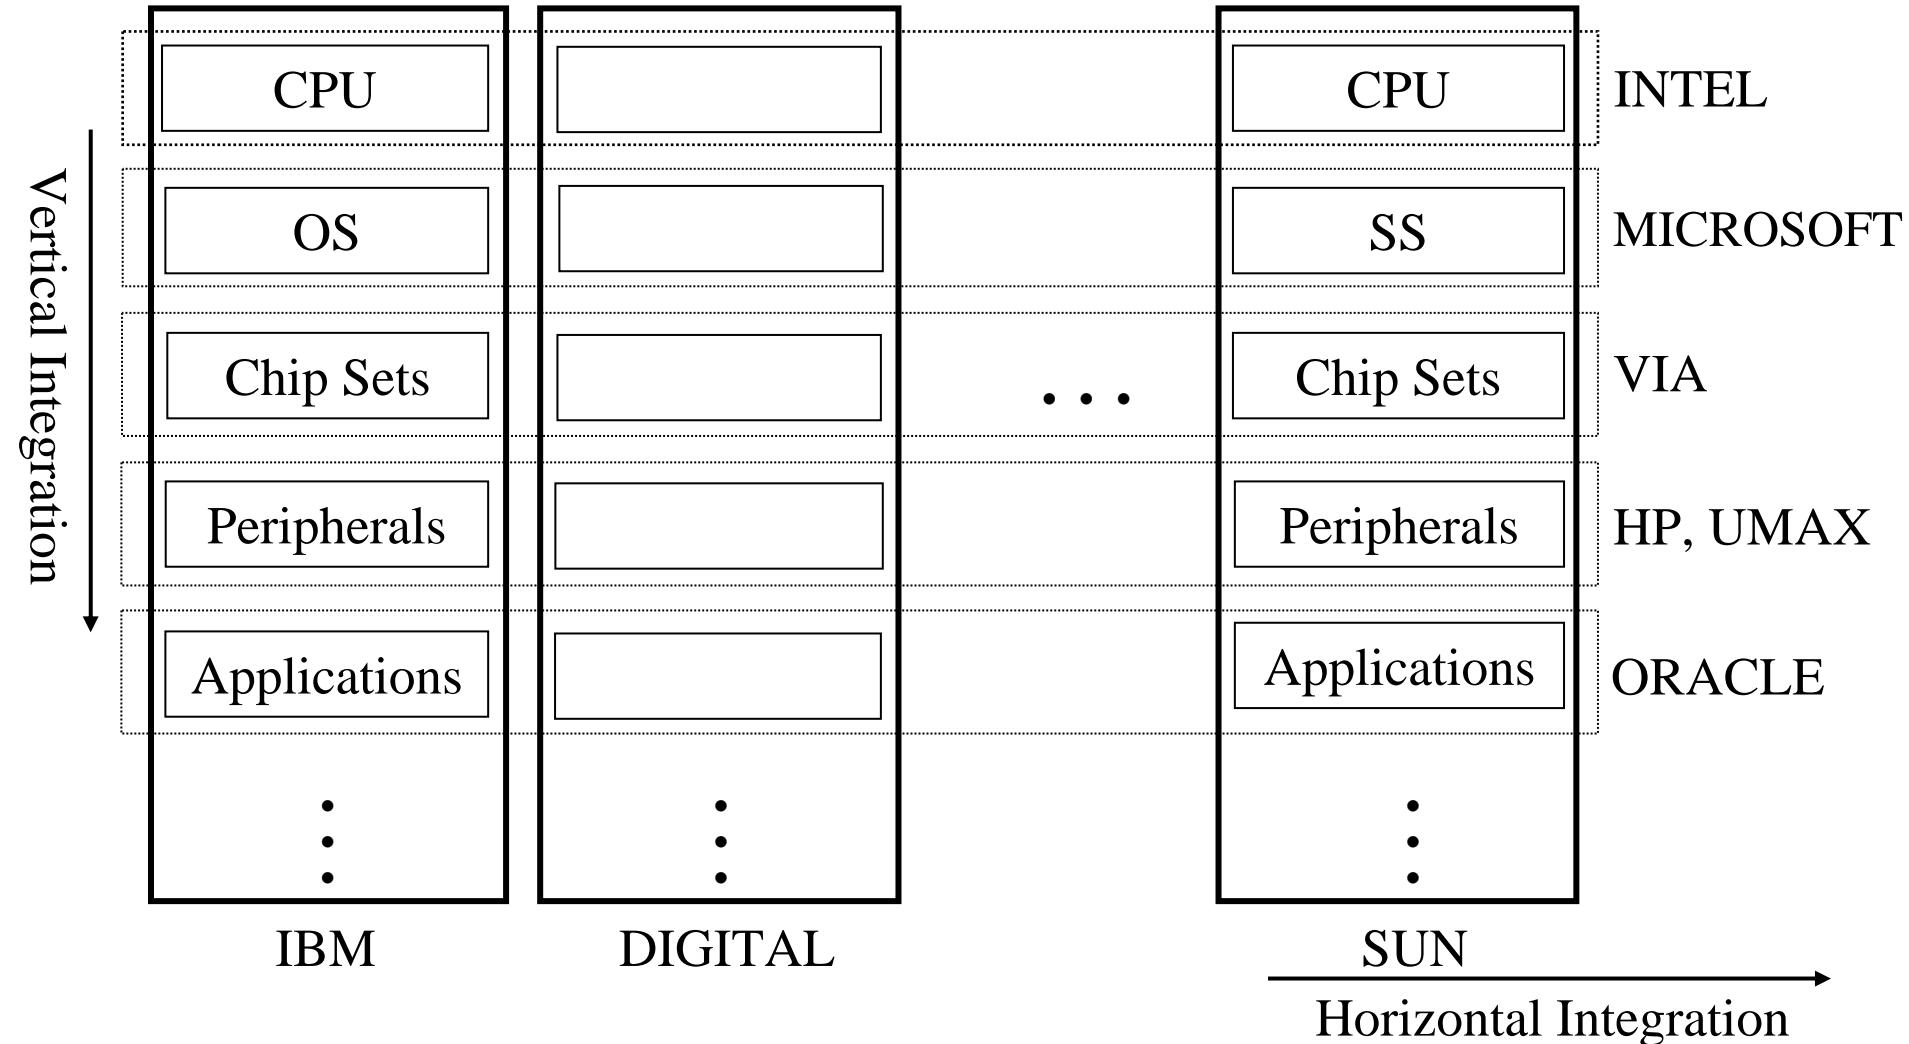 CPU
CPU
INTEL
OS
SS
MICROSOFT
Chip Sets
Chip Sets
VIA
Peripherals
Peripherals
HP, UMAX
Applications
Applications
ORACLE
Vertical Integration
IBM
DIGITAL
SUN
Horizontal Integration